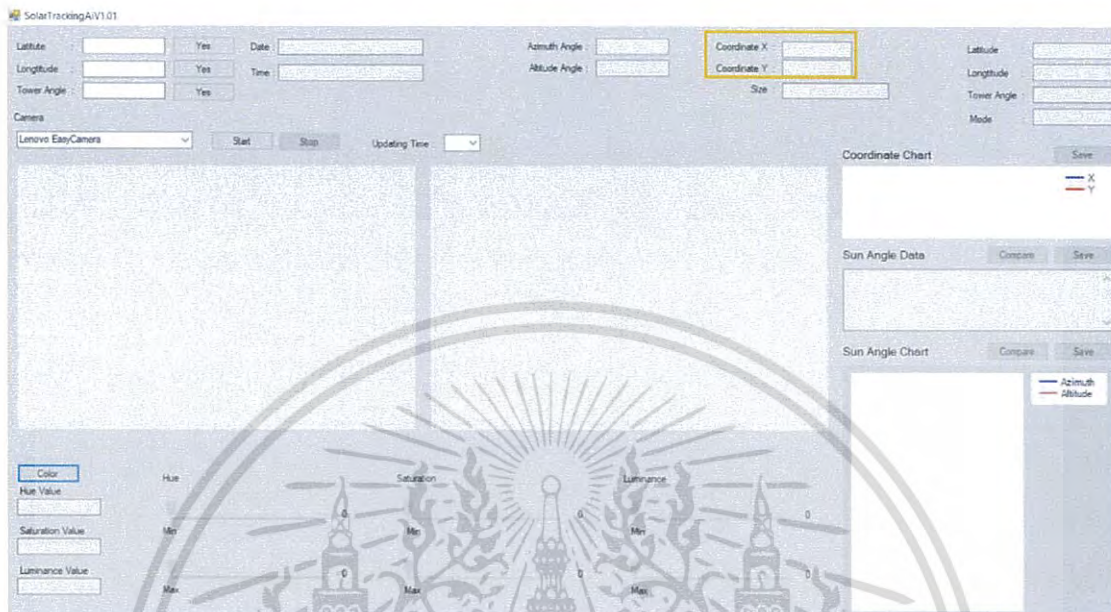 SolarTrackingAiV1.01
Latitute : Yes Date : Azimuth Angle : Coordinate X : Latitude
Longtitude : Yes Time : Altitude Angle : Coordinate Y : Longtitude
Tower Angle : Yes Size : Tower Angle :
Camera Mode
Lenovo EasyCamera Start Stop Updating Time
Coordinate Chart Save
X
Y
Sun Angle Data Compare Save
Sun Angle Chart Compare Save
Azimuth
Altitude
Color Hue Saturation Luminance
Hue Value
0 0 0
Saturation Value Min Min Min
Luminance Value 0 0 0
Max Max Max